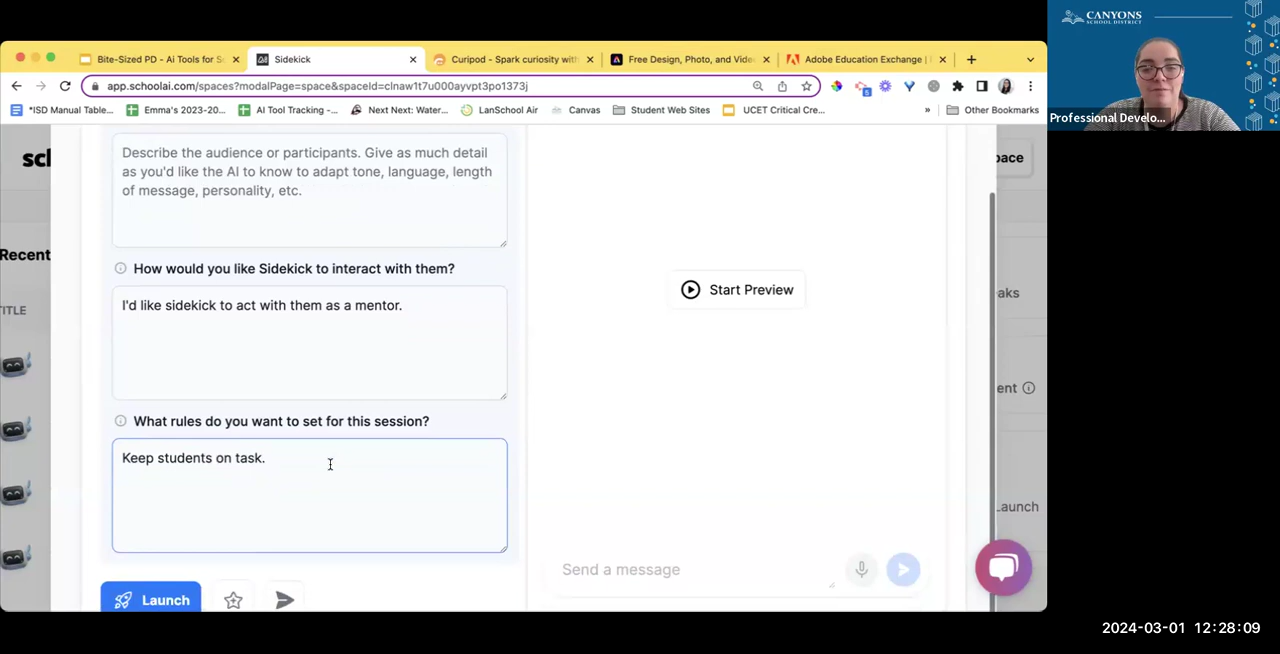 CANYONS
SCHOOL DISTRICT
Professional Develo...
Bite-Sized PD - Ai Tools for Sc
Sidekick
Curipod - Spark curiosity with
Free Design, Photo, and Video
Adobe Education Exchange |
app.schoolai.com/spaces?modalPage=space&spaceId=clnaw1t7u000ayvpt3po1373j
*ISD Manual Table...
Emma's 2023-20...
AI Tool Tracking -...
Next Next: Water...
LanSchool Air
Canvas
Student Web Sites
UCET Critical Cre...
»
Other Bookmarks
scl
pace
Describe the audience or participants. Give as much detail
as you'd like the AI to know to adapt tone, language, length
of message, personality, etc.
Recent
How would you like Sidekick to interact with them?
Start Preview
aks
TITLE
I'd like sidekick to act with them as a mentor.
ent
What rules do you want to set for this session?
Keep students on task.
Launch
Send a message
Launch
2024-03-01 12:28:09